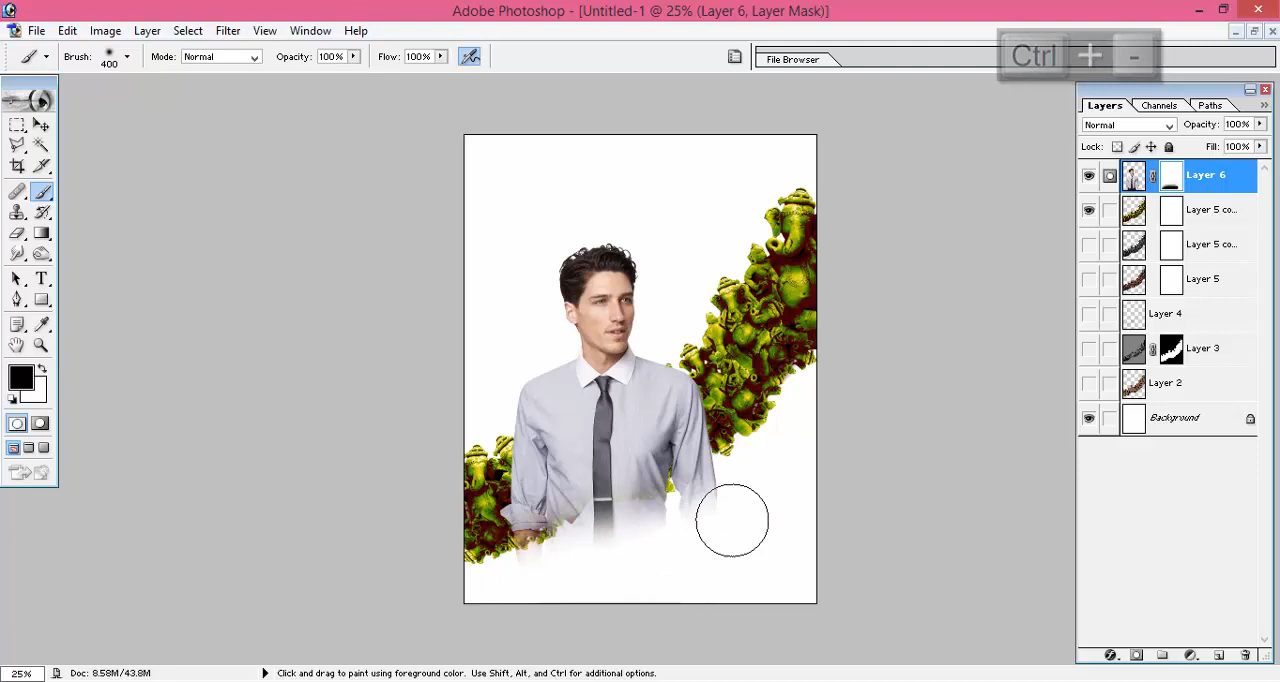 Adobe Photoshop - [Untitled-1 @ 25% (Layer 6, Layer Mask)]
File Edit Image Layer Select Filter View Window Help
Ctrl + -
Brush: 400 Mode: Normal Opacity: 100% Flow: 100% File Browser
Layers Channels Paths
Normal Opacity: 100%
Lock: Fill: 100%
Layer 6
Layer 5 co...
Layer 5 co...
Layer 5
Layer 4
Layer 3
Layer 2
Background
25% Doc: 8.58M/43.8M Click and drag to paint using foreground color. Use Shift, Alt, and Ctrl for additional options.